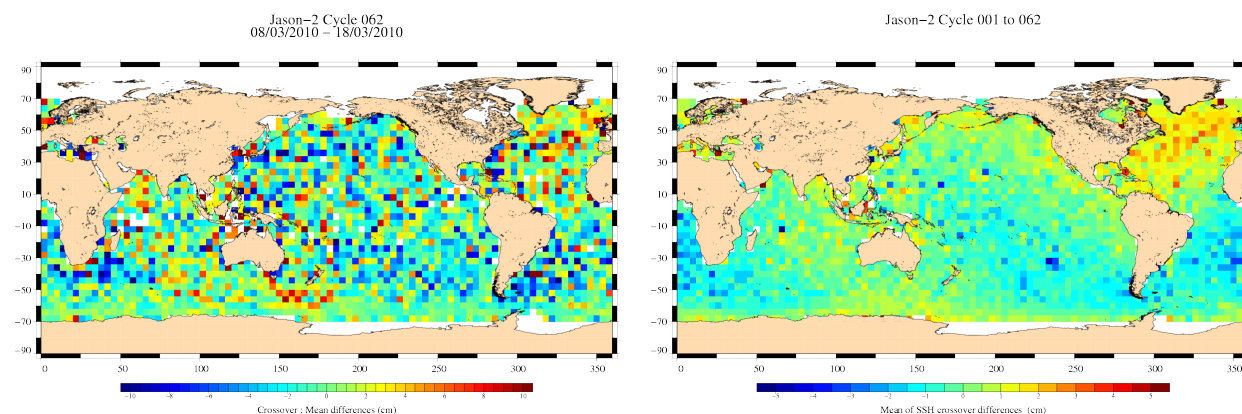 Jason−2 Cycle 062
08/03/2010 − 18/03/2010
90
70
50
30
10
−10
−30
−50
−70
−90
0 50 100 150 200 250 300 350
−10 −8 −6 −4 −2 0 2 4 6 8 10
Crossover : Mean differences (cm)
Jason−2 Cycle 001 to 062
90
70
50
30
10
−10
−30
−50
−70
−90
0 50 100 150 200 250 300 350
−5 −4 −3 −2 −1 0 1 2 3 4 5
Mean of SSH crossover differences (cm)